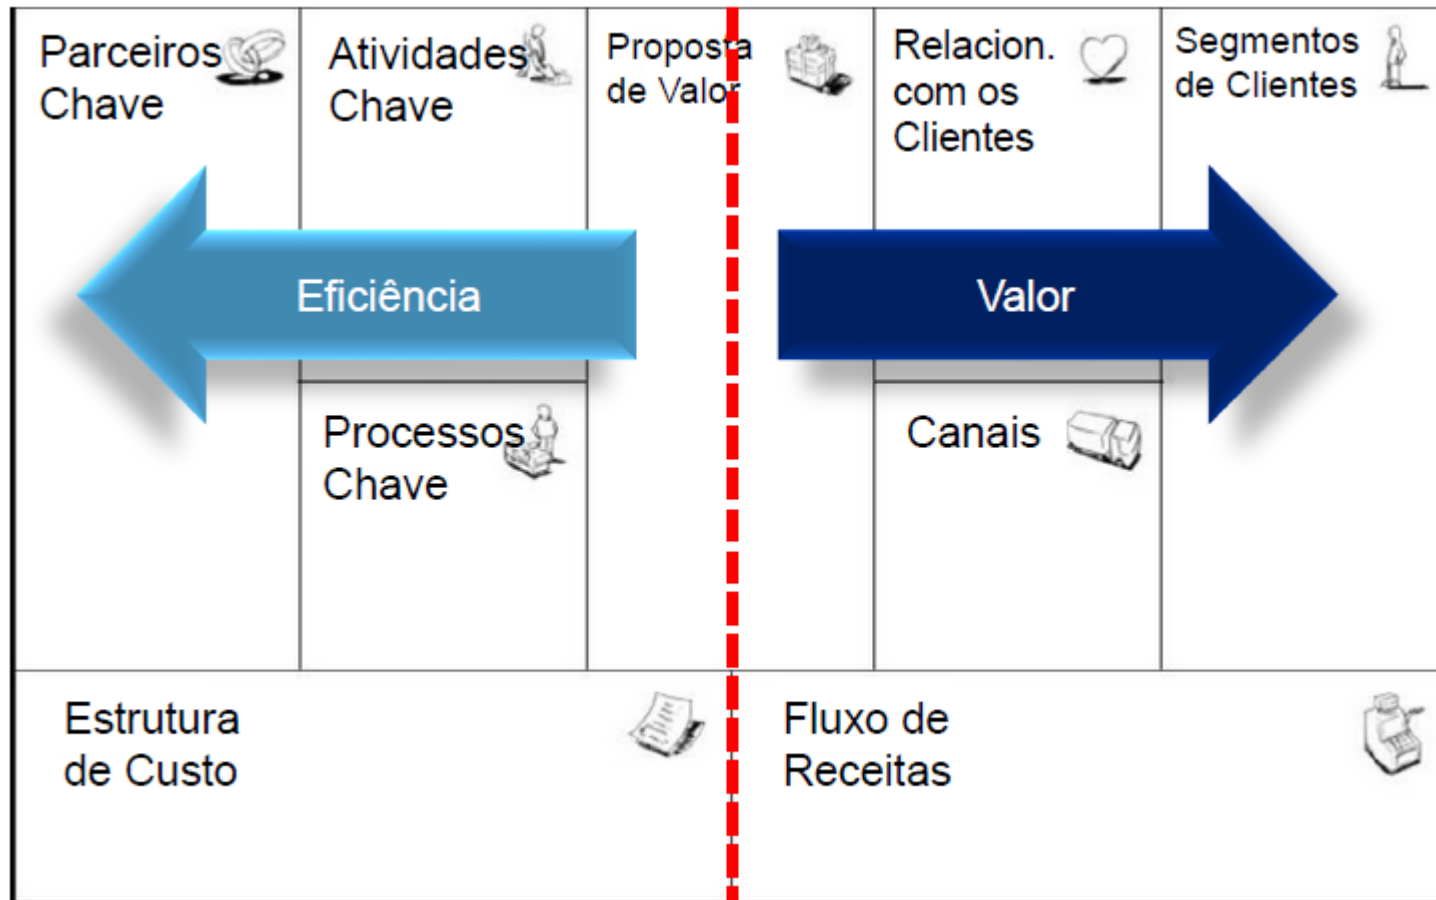 Parceiros
Chave
Atividades
Chave
Proposta
de Valor
Relacion.
com os
Clientes
Segmentos
de Clientes
Eficiência
Valor
Processos
Chave
Canais
Estrutura
de Custo
Fluxo de
Receitas